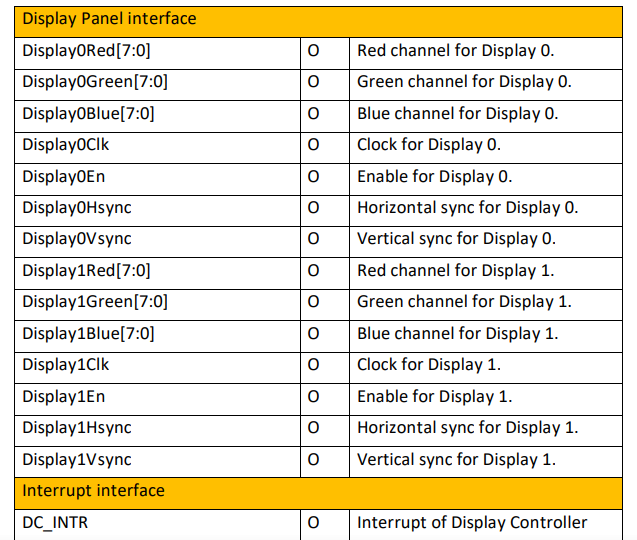 Display Panel interface
Display0Red[7:0] O Red channel for Display 0.
Display0Green[7:0] O Green channel for Display 0.
Display0Blue[7:0] O Blue channel for Display 0.
Display0Clk O Clock for Display 0.
Display0En O Enable for Display 0.
Display0Hsync O Horizontal sync for Display 0.
Display0Vsync O Vertical sync for Display 0.
Display1Red[7:0] O Red channel for Display 1.
Display1Green[7:0] O Green channel for Display 1.
Display1Blue[7:0] O Blue channel for Display 1.
Display1Clk O Clock for Display 1.
Display1En O Enable for Display 1.
Display1Hsync O Horizontal sync for Display 1.
Display1Vsync O Vertical sync for Display 1.
Interrupt interface
DC_INTR O Interrupt of Display Controller